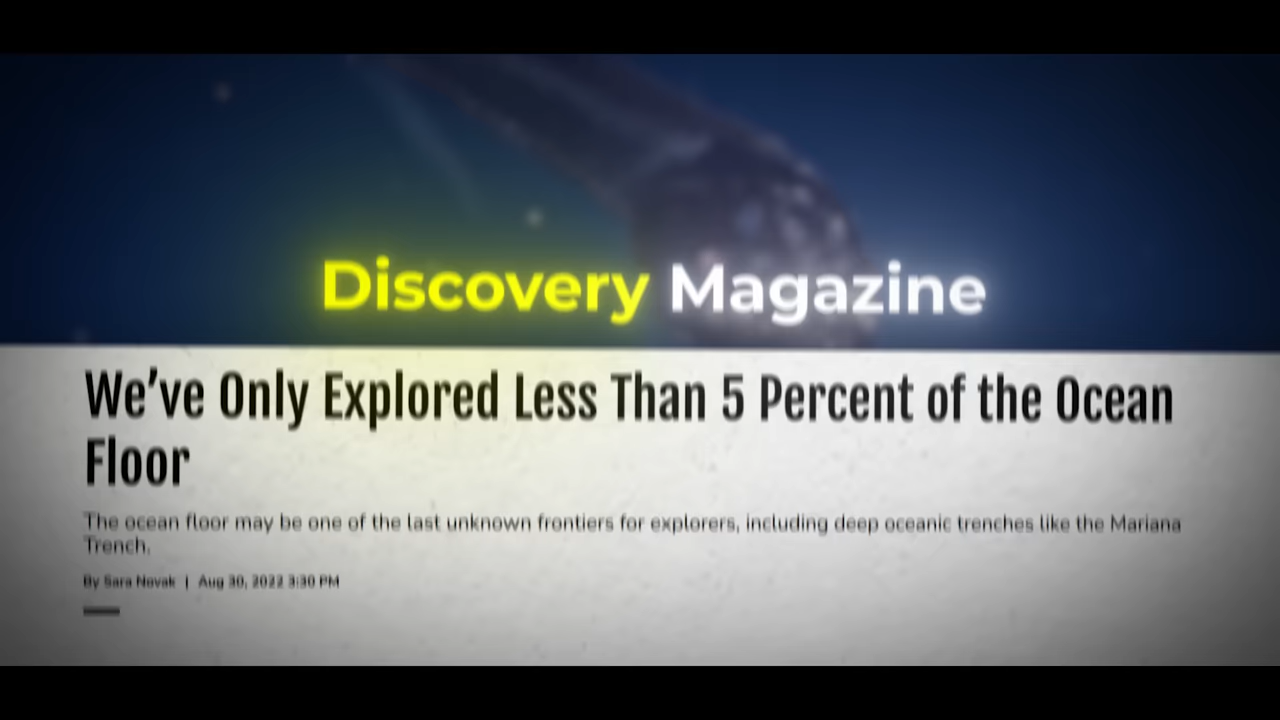 Discovery Magazine
We've Only Explored Less Than 5 Percent of the Ocean
Floor
The ocean floor may be one of the last unknown frontiers for explorers, including deep oceanic trenches like the Mariana
Trench.
By Sara Novak | Aug 30, 2022 3:30 PM